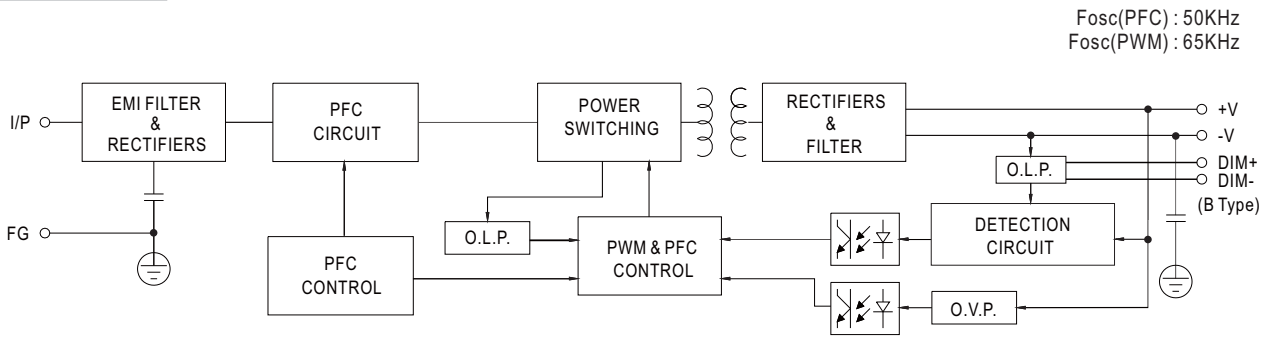 Fosc(PFC) : 50KHz
Fosc(PWM) : 65KHz
I/P
EMI FILTER
&
RECTIFIERS
PFC
CIRCUIT
POWER
SWITCHING
RECTIFIERS
&
FILTER
+V
-V
O.L.P.
DIM+
DIM-
(B Type)
FG
PFC
CONTROL
O.L.P.
PWM & PFC
CONTROL
DETECTION
CIRCUIT
O.V.P.